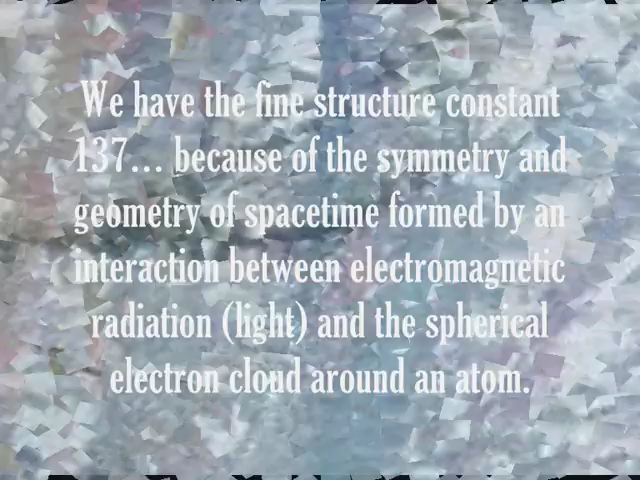 We have the fine structure constant
137... because of the symmetry and
geometry of spacetime formed by an
interaction between electromagnetic
radiation (light) and the spherical
electron cloud around an atom.